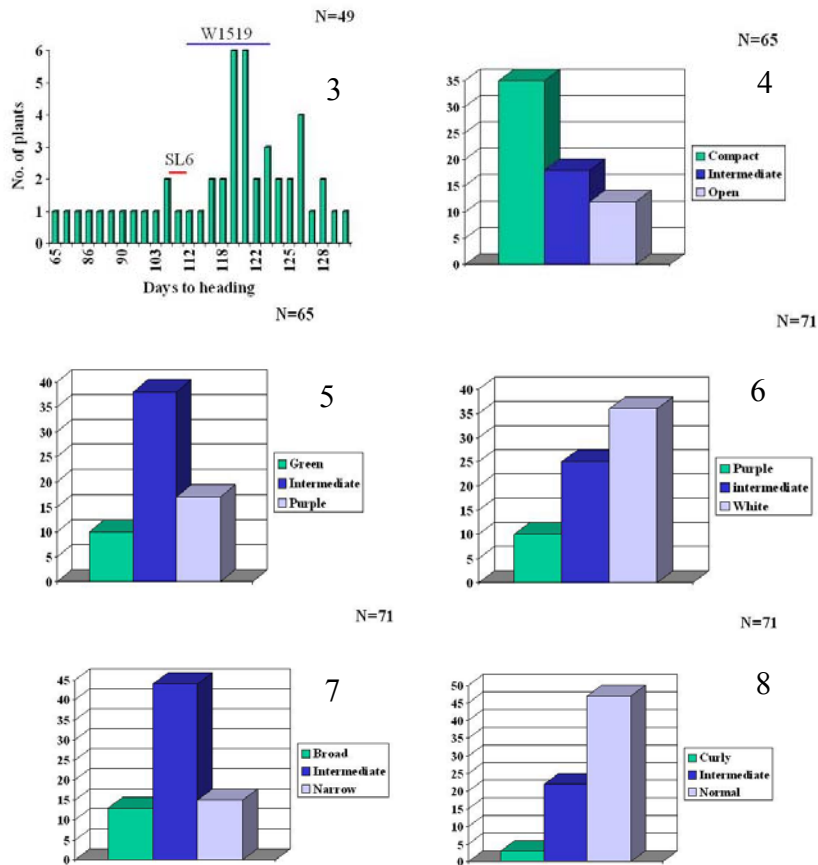 N=49
W1519
3
SL6
No. of plants
6
5
4
3
2
1
0
65
86
90
103
112
118
122
125
128
Days to heading
N=65
4
35
30
25
20
15
10
5
0
Compact
Intermediate
Open
N=65
5
40
35
30
25
20
15
10
5
0
Green
Intermediate
Purple
N=71
6
40
35
30
25
20
15
10
5
0
Purple
intermediate
White
N=71
7
45
40
35
30
25
20
15
10
5
0
Broad
Intermediate
Narrow
N=71
8
50
45
40
35
30
25
20
15
10
5
0
Curly
Intermediate
Normal